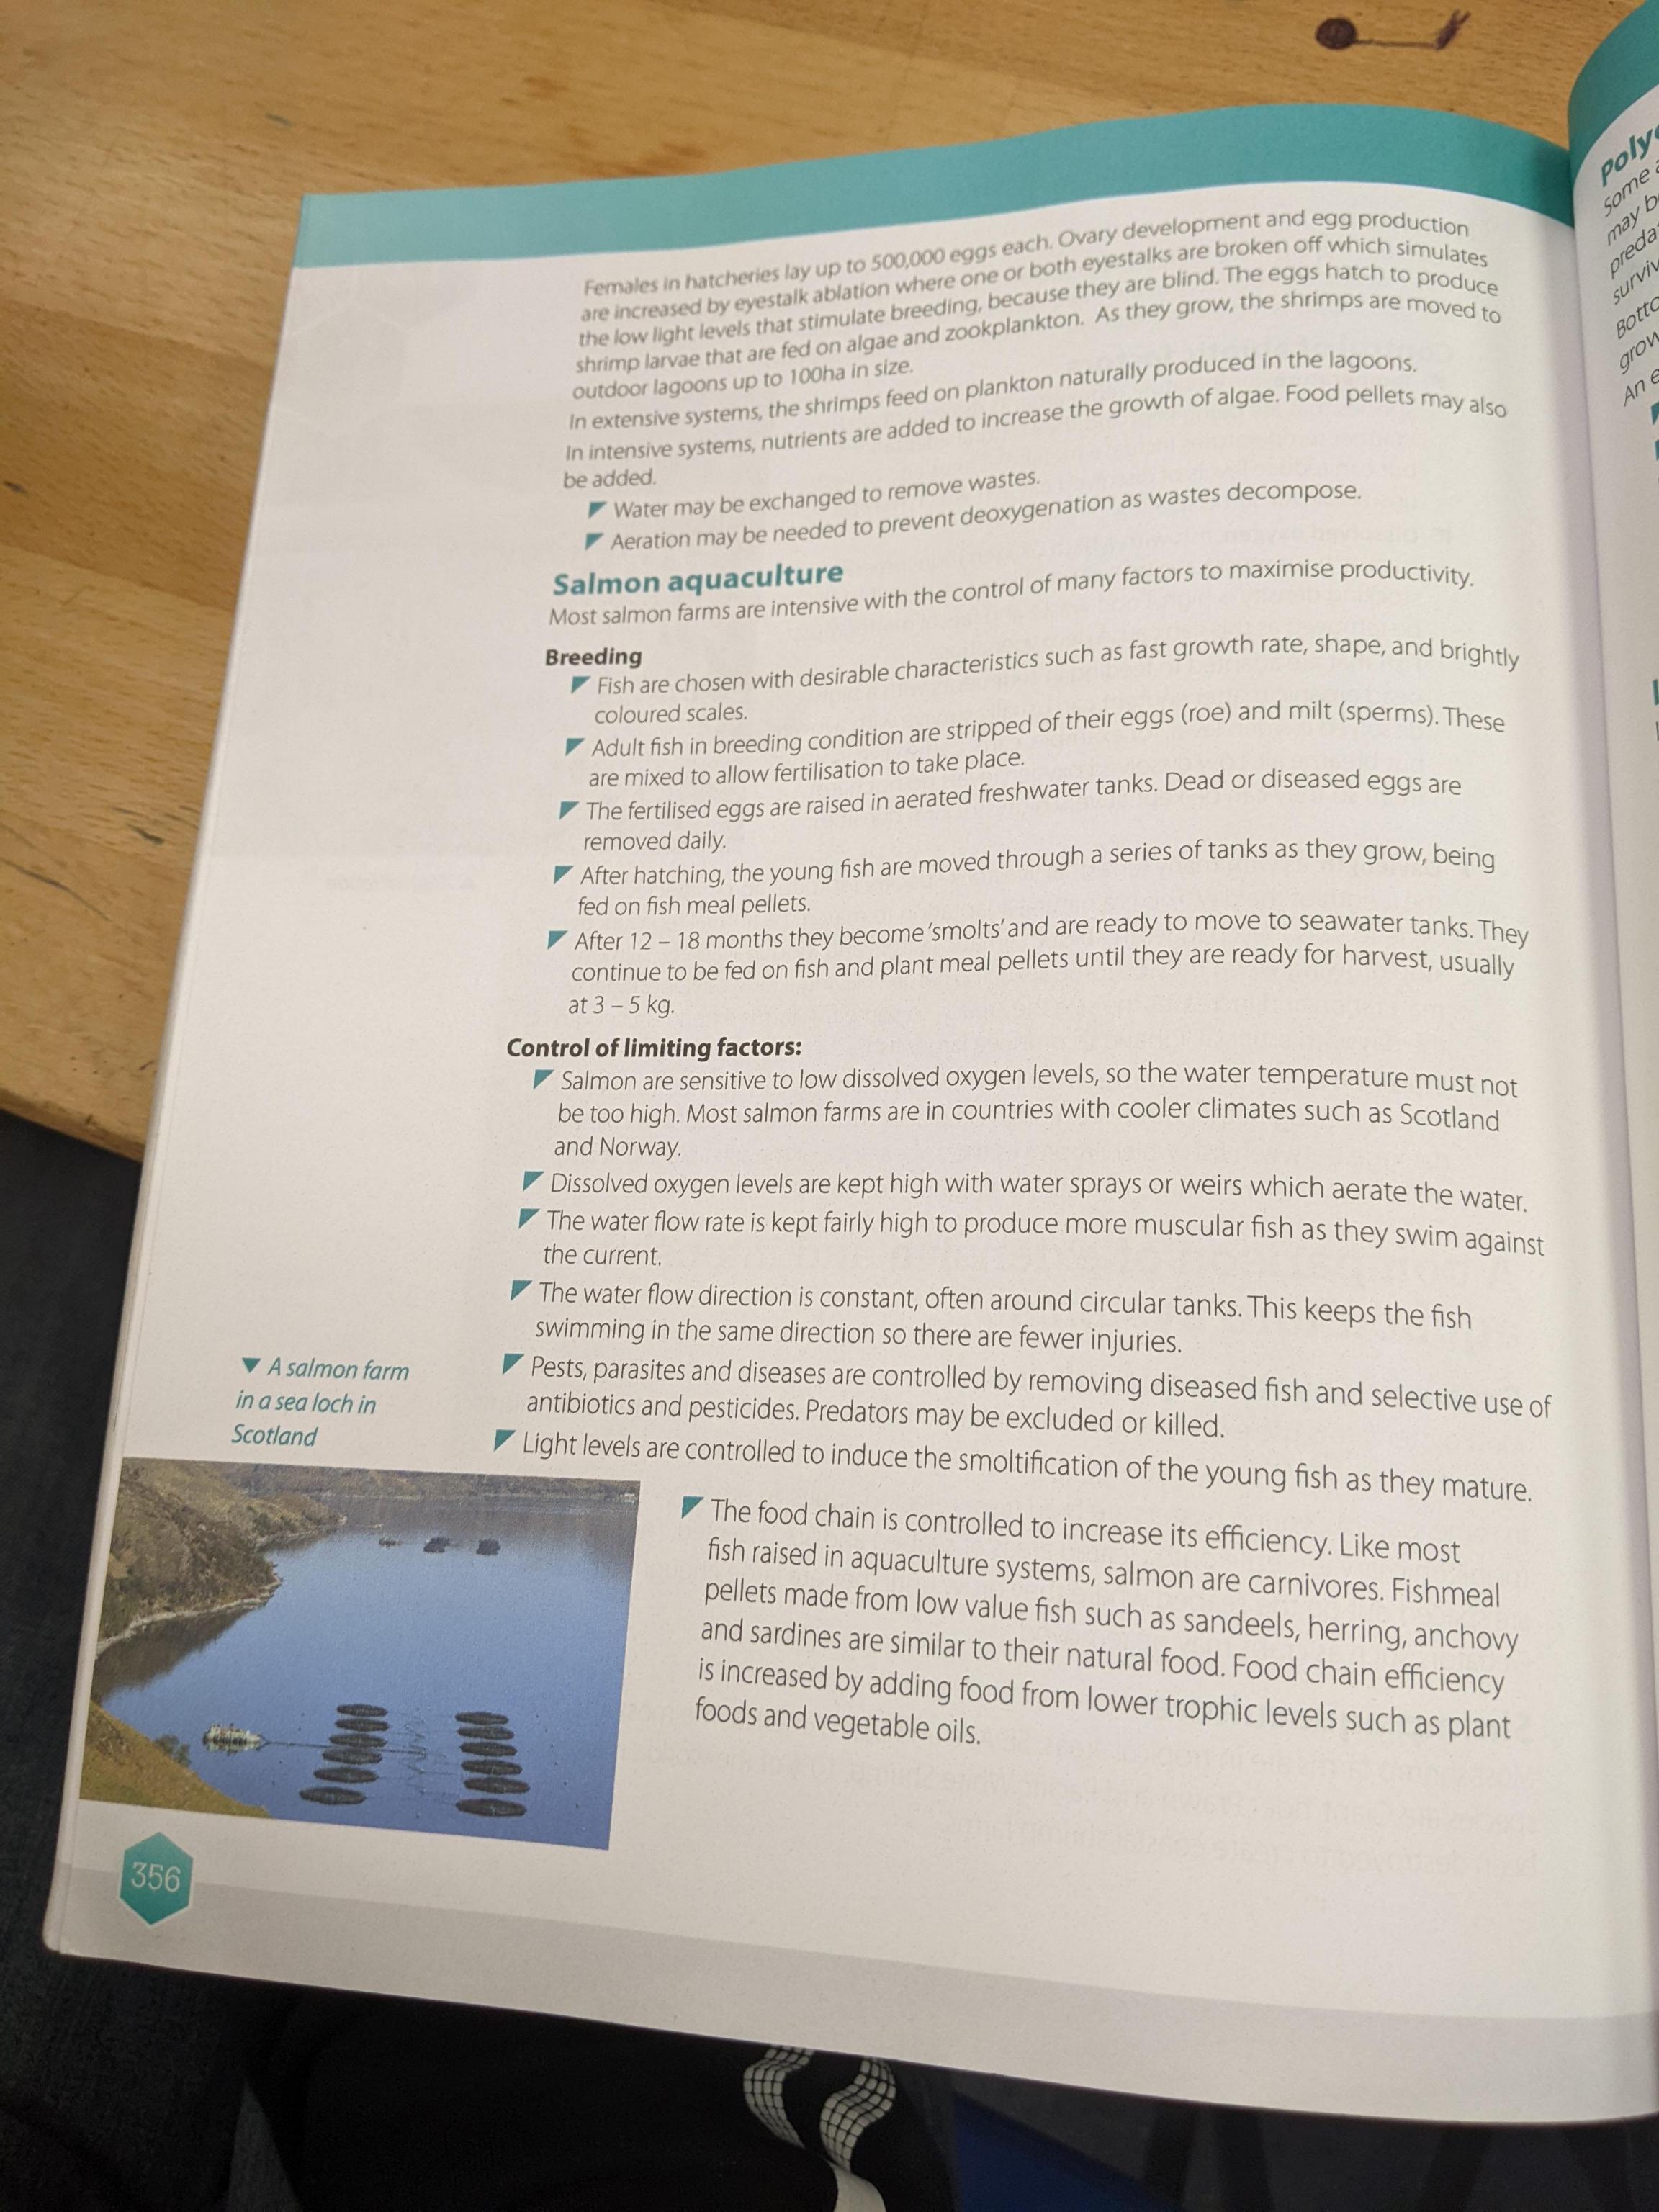 Females in hatcheries lay up to 500,000 eggs each. Ovary development and egg production
are increased by eyestalk ablation where one or both eyestalks are broken off which simulates
the low light levels that stimulate breeding, because they are blind. The eggs hatch to produce
shrimp larvae that are fed on algae and zookplankton. As they grow, the shrimps are moved to
outdoor lagoons up to 100ha in size.
In extensive systems, the shrimps feed on plankton naturally produced in the lagoons.
In intensive systems, nutrients are added to increase the growth of algae. Food pellets may also
be added.
Water may be exchanged to remove wastes.
Aeration may be needed to prevent deoxygenation as wastes decompose.
Salmon aquaculture
Most salmon farms are intensive with the control of many factors to maximise productivity.
Breeding
Fish are chosen with desirable characteristics such as fast growth rate, shape, and brightly
coloured scales.
Adult fish in breeding condition are stripped of their eggs (roe) and milt (sperms). These
are mixed to allow fertilisation to take place.
The fertilised eggs are raised in aerated freshwater tanks. Dead or diseased eggs are
removed daily.
After hatching, the young fish are moved through a series of tanks as they grow, being
fed on fish meal pellets.
After 12 – 18 months they become 'smolts' and are ready to move to seawater tanks. They
continue to be fed on fish and plant meal pellets until they are ready for harvest, usually
at 3 – 5 kg.
Control of limiting factors:
Salmon are sensitive to low dissolved oxygen levels, so the water temperature must not
be too high. Most salmon farms are in countries with cooler climates such as Scotland
and Norway.
Dissolved oxygen levels are kept high with water sprays or weirs which aerate the water.
The water flow rate is kept fairly high to produce more muscular fish as they swim against
the current.
The water flow direction is constant, often around circular tanks. This keeps the fish
swimming in the same direction so there are fewer injuries.
Pests, parasites and diseases are controlled by removing diseased fish and selective use of
antibiotics and pesticides. Predators may be excluded or killed.
Light levels are controlled to induce the smoltification of the young fish as they mature.
The food chain is controlled to increase its efficiency. Like most
fish raised in aquaculture systems, salmon are carnivores. Fishmeal
pellets made from low value fish such as sandeels, herring, anchovy
and sardines are similar to their natural food. Food chain efficiency
is increased by adding food from lower trophic levels such as plant
foods and vegetable oils.
A salmon farm
in a sea loch in
Scotland
356
Some
may
An